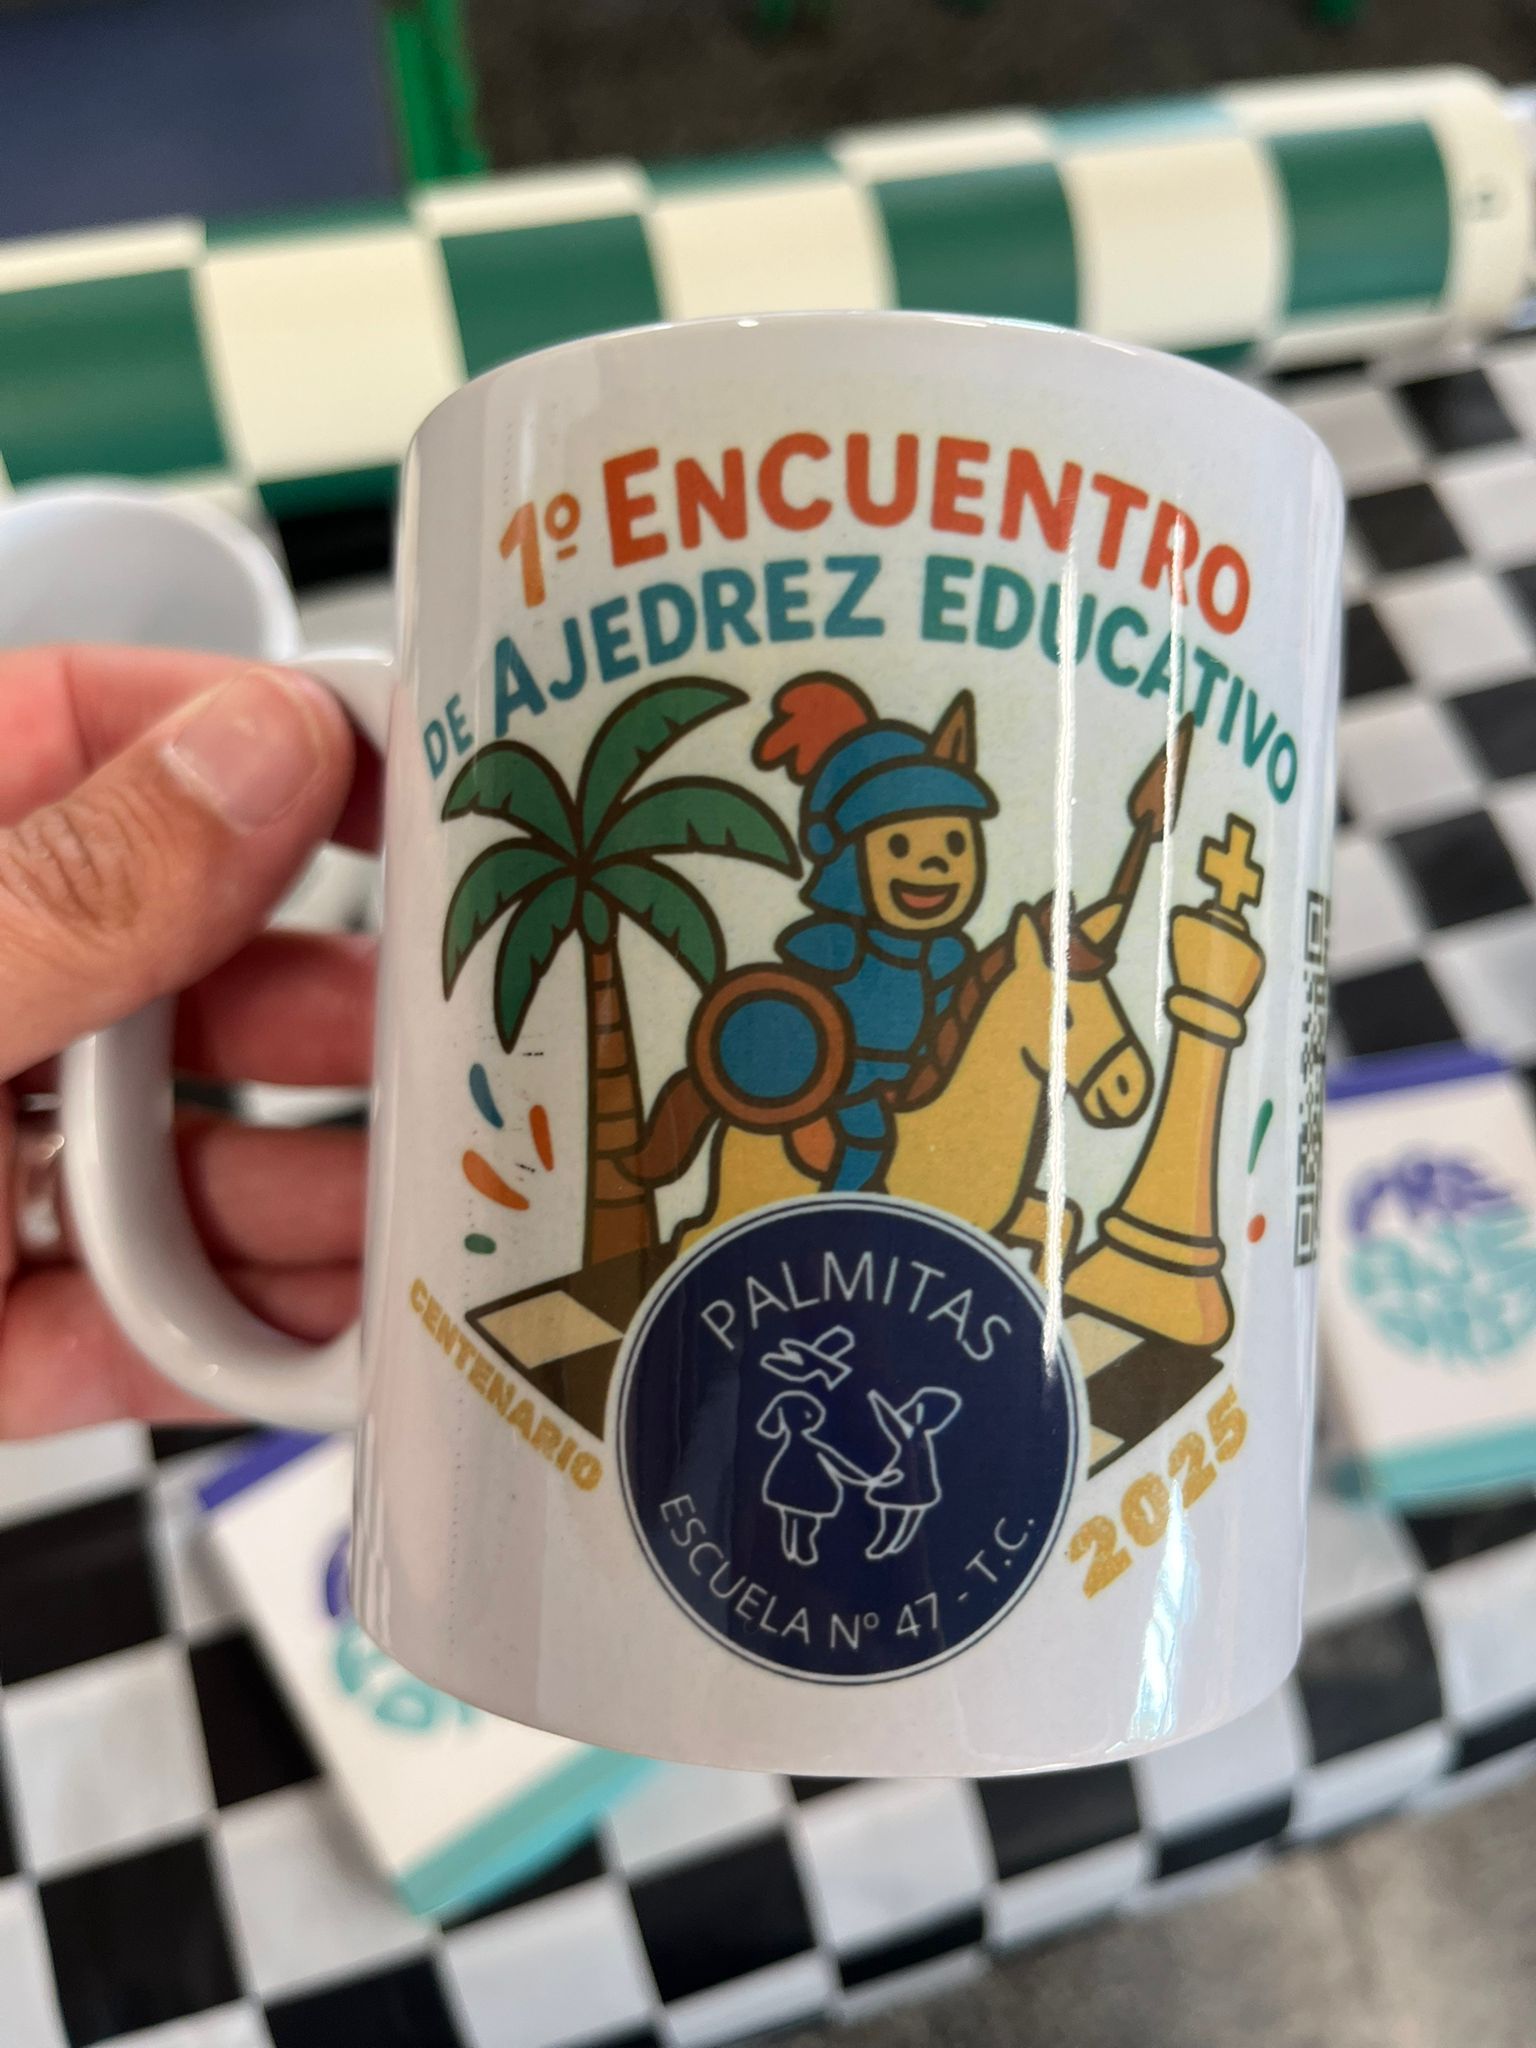 1º ENCUENTRO
DE AJEDREZ EDUCATIVO
CENTENARIO
2025
PALMITAS
ESCUELA Nº 47 - T.C.